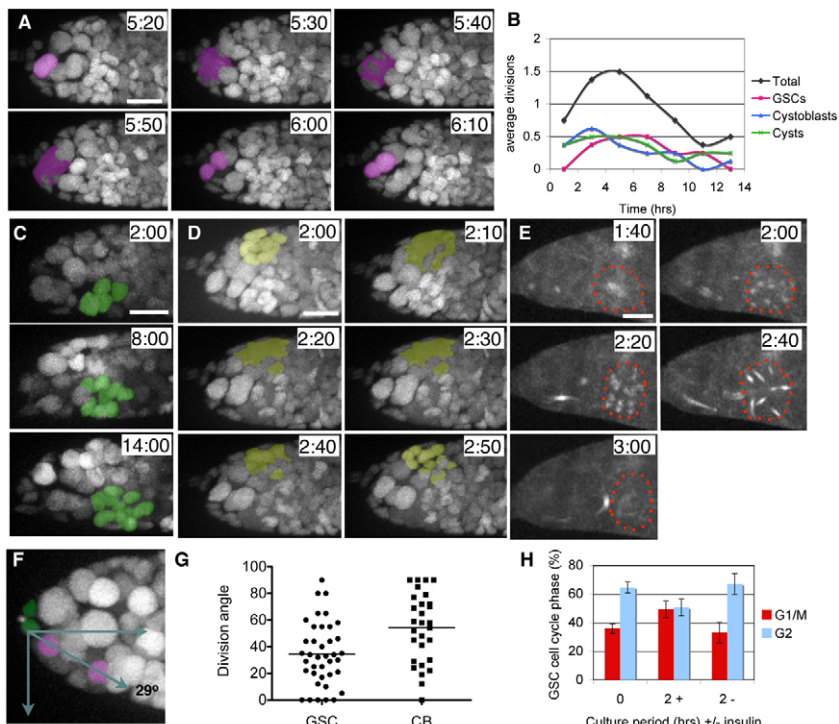 A
5:20
5:30
5:40
5:50
6:00
6:10
B
2
1.5
1
0.5
0
average divisions
0 2 4 6 8 10 12 14
Time (hrs)
Total
GSCs
Cystoblasts
Cysts
C
2:00
8:00
14:00
D
2:00
2:10
2:20
2:30
2:40
2:50
E
1:40
2:00
2:20
2:40
3:00
F
29º
G
Division angle
100
80
60
40
20
0
GSC CB
H
GSC cell cycle phase (%)
80
60
40
20
0
0 2 + 2 -
Culture period (hrs) +/- insulin
G1/M
G2